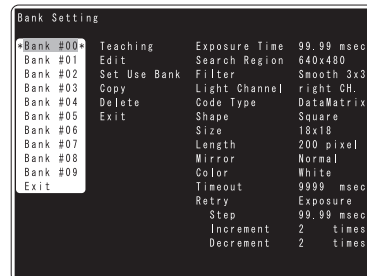 Bank Setting
*Bank #00* Teaching Exposure Time 99.99 msec
Bank #01 Edit Search Region 640x480
Bank #02 Set Use Bank Filter Smooth 3x3
Bank #03 Copy Light Channel right CH.
Bank #04 Delete Code Type DataMatrix
Bank #05 Exit Shape Square
Bank #06 Size 18x18
Bank #07 Length 200 pixel
Bank #08 Mirror Normal
Bank #09 Color White
Exit Timeout 9999 msec
Retry Exposure
Step 99.99 msec
Increment 2 times
Decrement 2 times